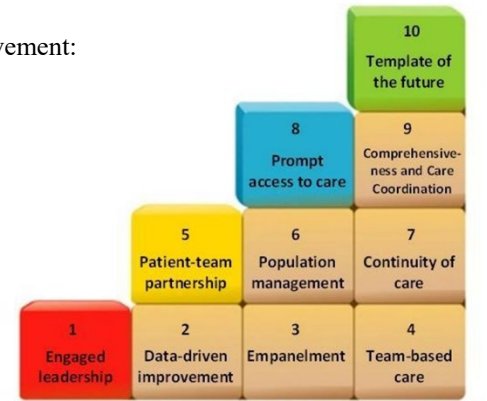 vement:
10
Template of
the future
8
Prompt
access to care
9
Comprehensive-
ness and Care
Coordination
5
Patient-team
partnership
6
Population
management
7
Continuity of
care
1
Engaged
leadership
2
Data-driven
improvement
3
Empanelment
4
Team-based
care